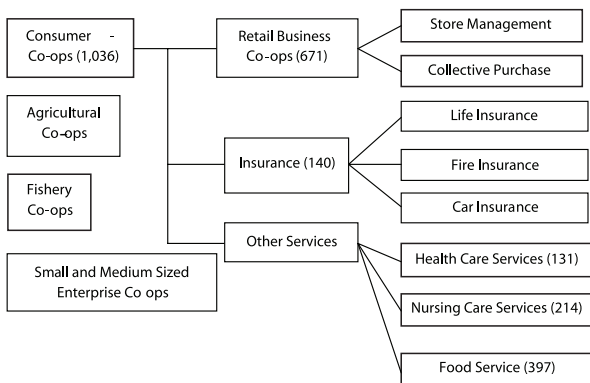 Consumer -
Co-ops (1,036)
Retail Business
Co-ops (671)
Store Management
Collective Purchase
Agricultural
Co-ops
Life Insurance
Insurance (140)
Fire Insurance
Fishery
Co-ops
Car Insurance
Other Services
Small and Medium Sized
Enterprise Co ops
Health Care Services (131)
Nursing Care Services (214)
Food Service (397)